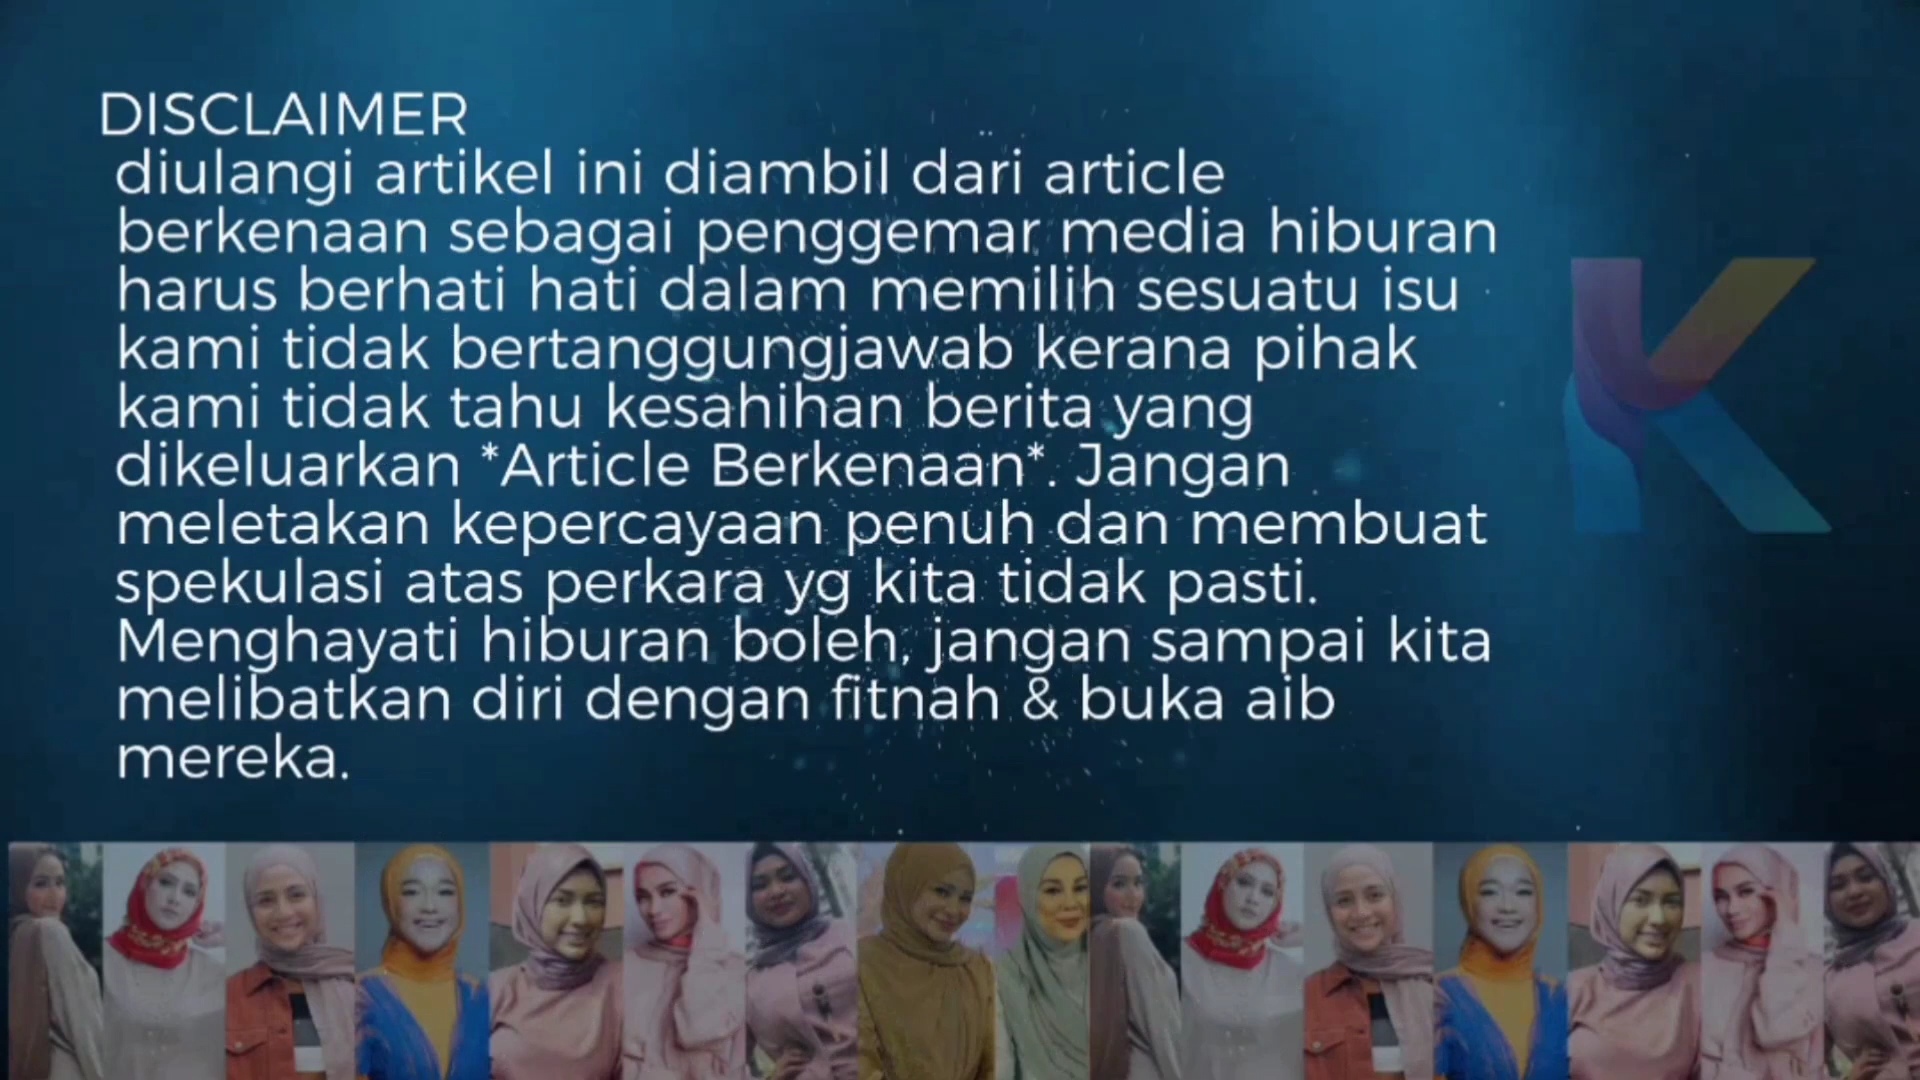 DISCLAIMER
diulangi artikel ini diambil dari article
berkenaan sebagai penggemar media hiburan
harus berhati hati dalam memilih sesuatu isu
kami tidak bertanggungjawab kerana pihak
kami tidak tahu kesahihan berita yang
dikeluarkan *Article Berkenaan*. Jangan
meletakan kepercayaan penuh dan membuat
spekulasi atas perkara yg kita tidak pasti.
Menghayati hiburan boleh, jangan sampai kita
melibatkan diri dengan fitnah & buka aib
mereka.
K